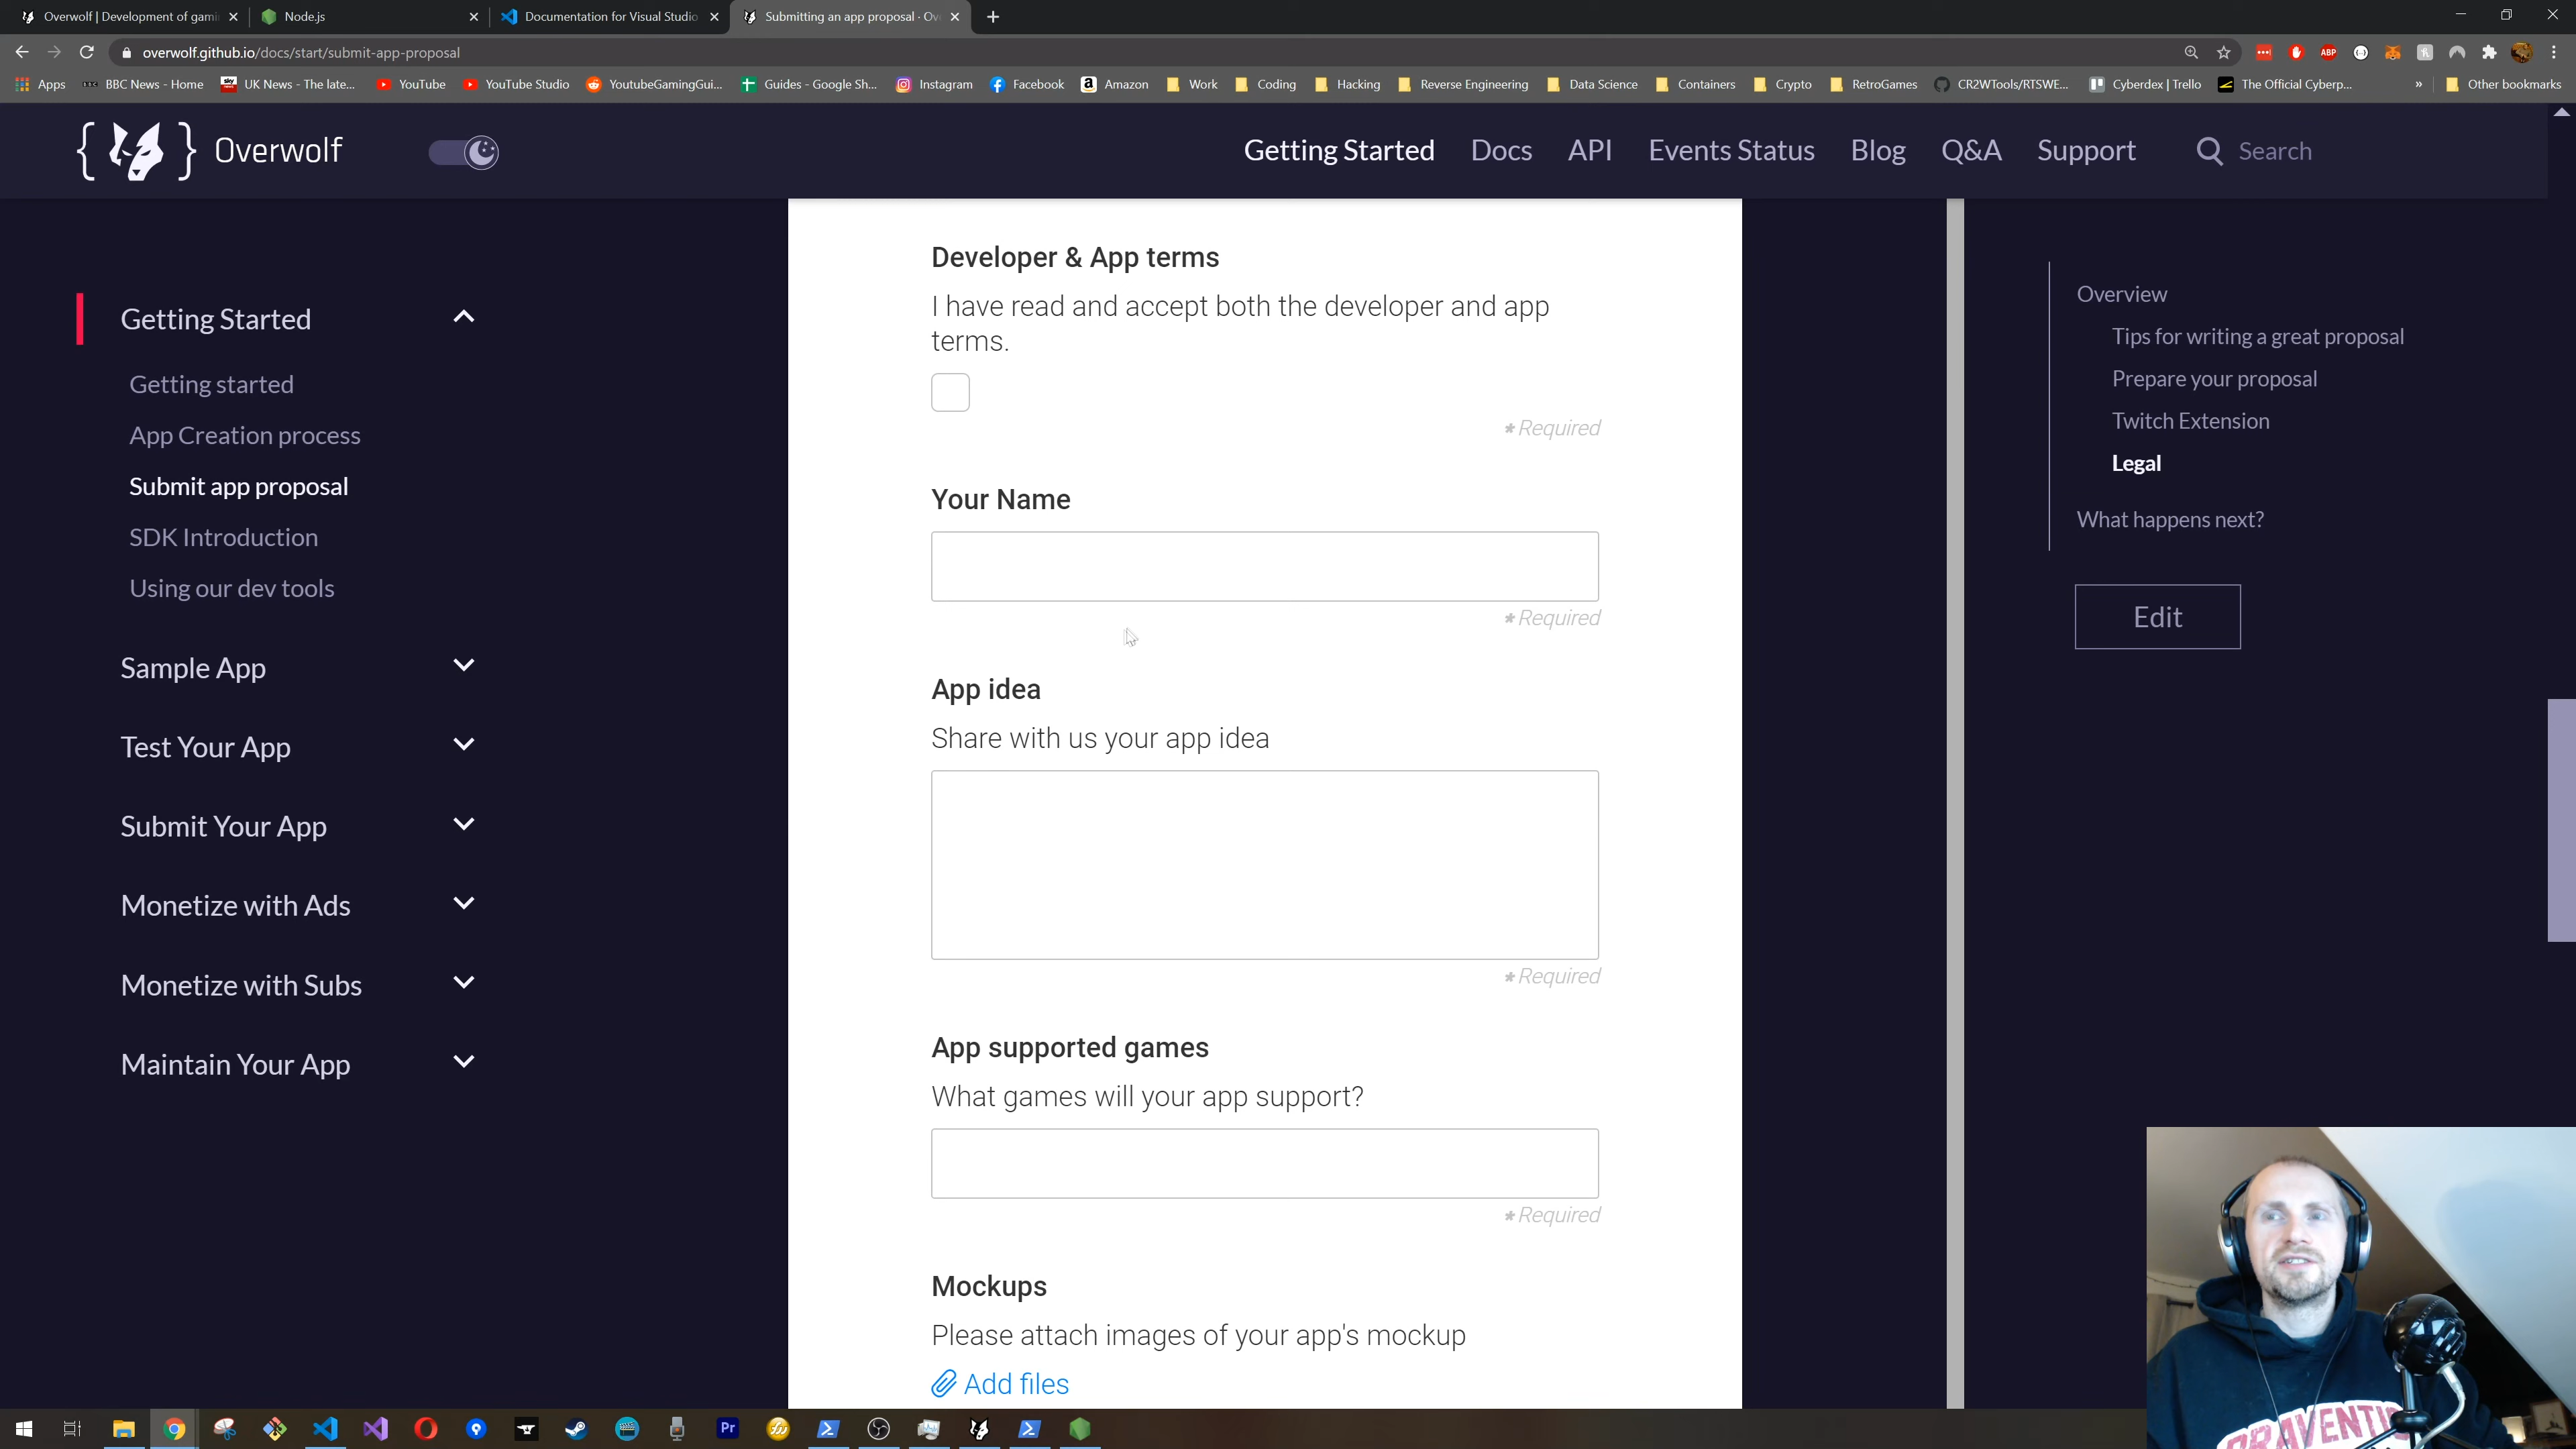 Overwolf | Development of gami
Node.js
Documentation for Visual Studio
Submitting an app proposal · Ov
overwolf.github.io/docs/start/submit-app-proposal
ABP
Apps
BBC
BBC News - Home
sky news
UK News - The late...
YouTube
YouTube Studio
YoutubeGamingGui...
Guides - Google Sh...
Instagram
Facebook
Amazon
Work
Coding
Hacking
Reverse Engineering
Data Science
Containers
Crypto
RetroGames
CR2WTools/RTSWE...
Cyberdex | Trello
The Official Cyberp...
»
Other bookmarks
Overwolf
Getting Started
Docs
API
Events Status
Blog
Q&A
Support
Search
Getting Started
Getting started
App Creation process
Submit app proposal
SDK Introduction
Using our dev tools
Sample App
Test Your App
Submit Your App
Monetize with Ads
Monetize with Subs
Maintain Your App
Developer & App terms
I have read and accept both the developer and app
terms.
* Required
Your Name
* Required
App idea
Share with us your app idea
* Required
App supported games
What games will your app support?
* Required
Mockups
Please attach images of your app's mockup
Add files
Overview
Tips for writing a great proposal
Prepare your proposal
Twitch Extension
Legal
What happens next?
Edit
Pr